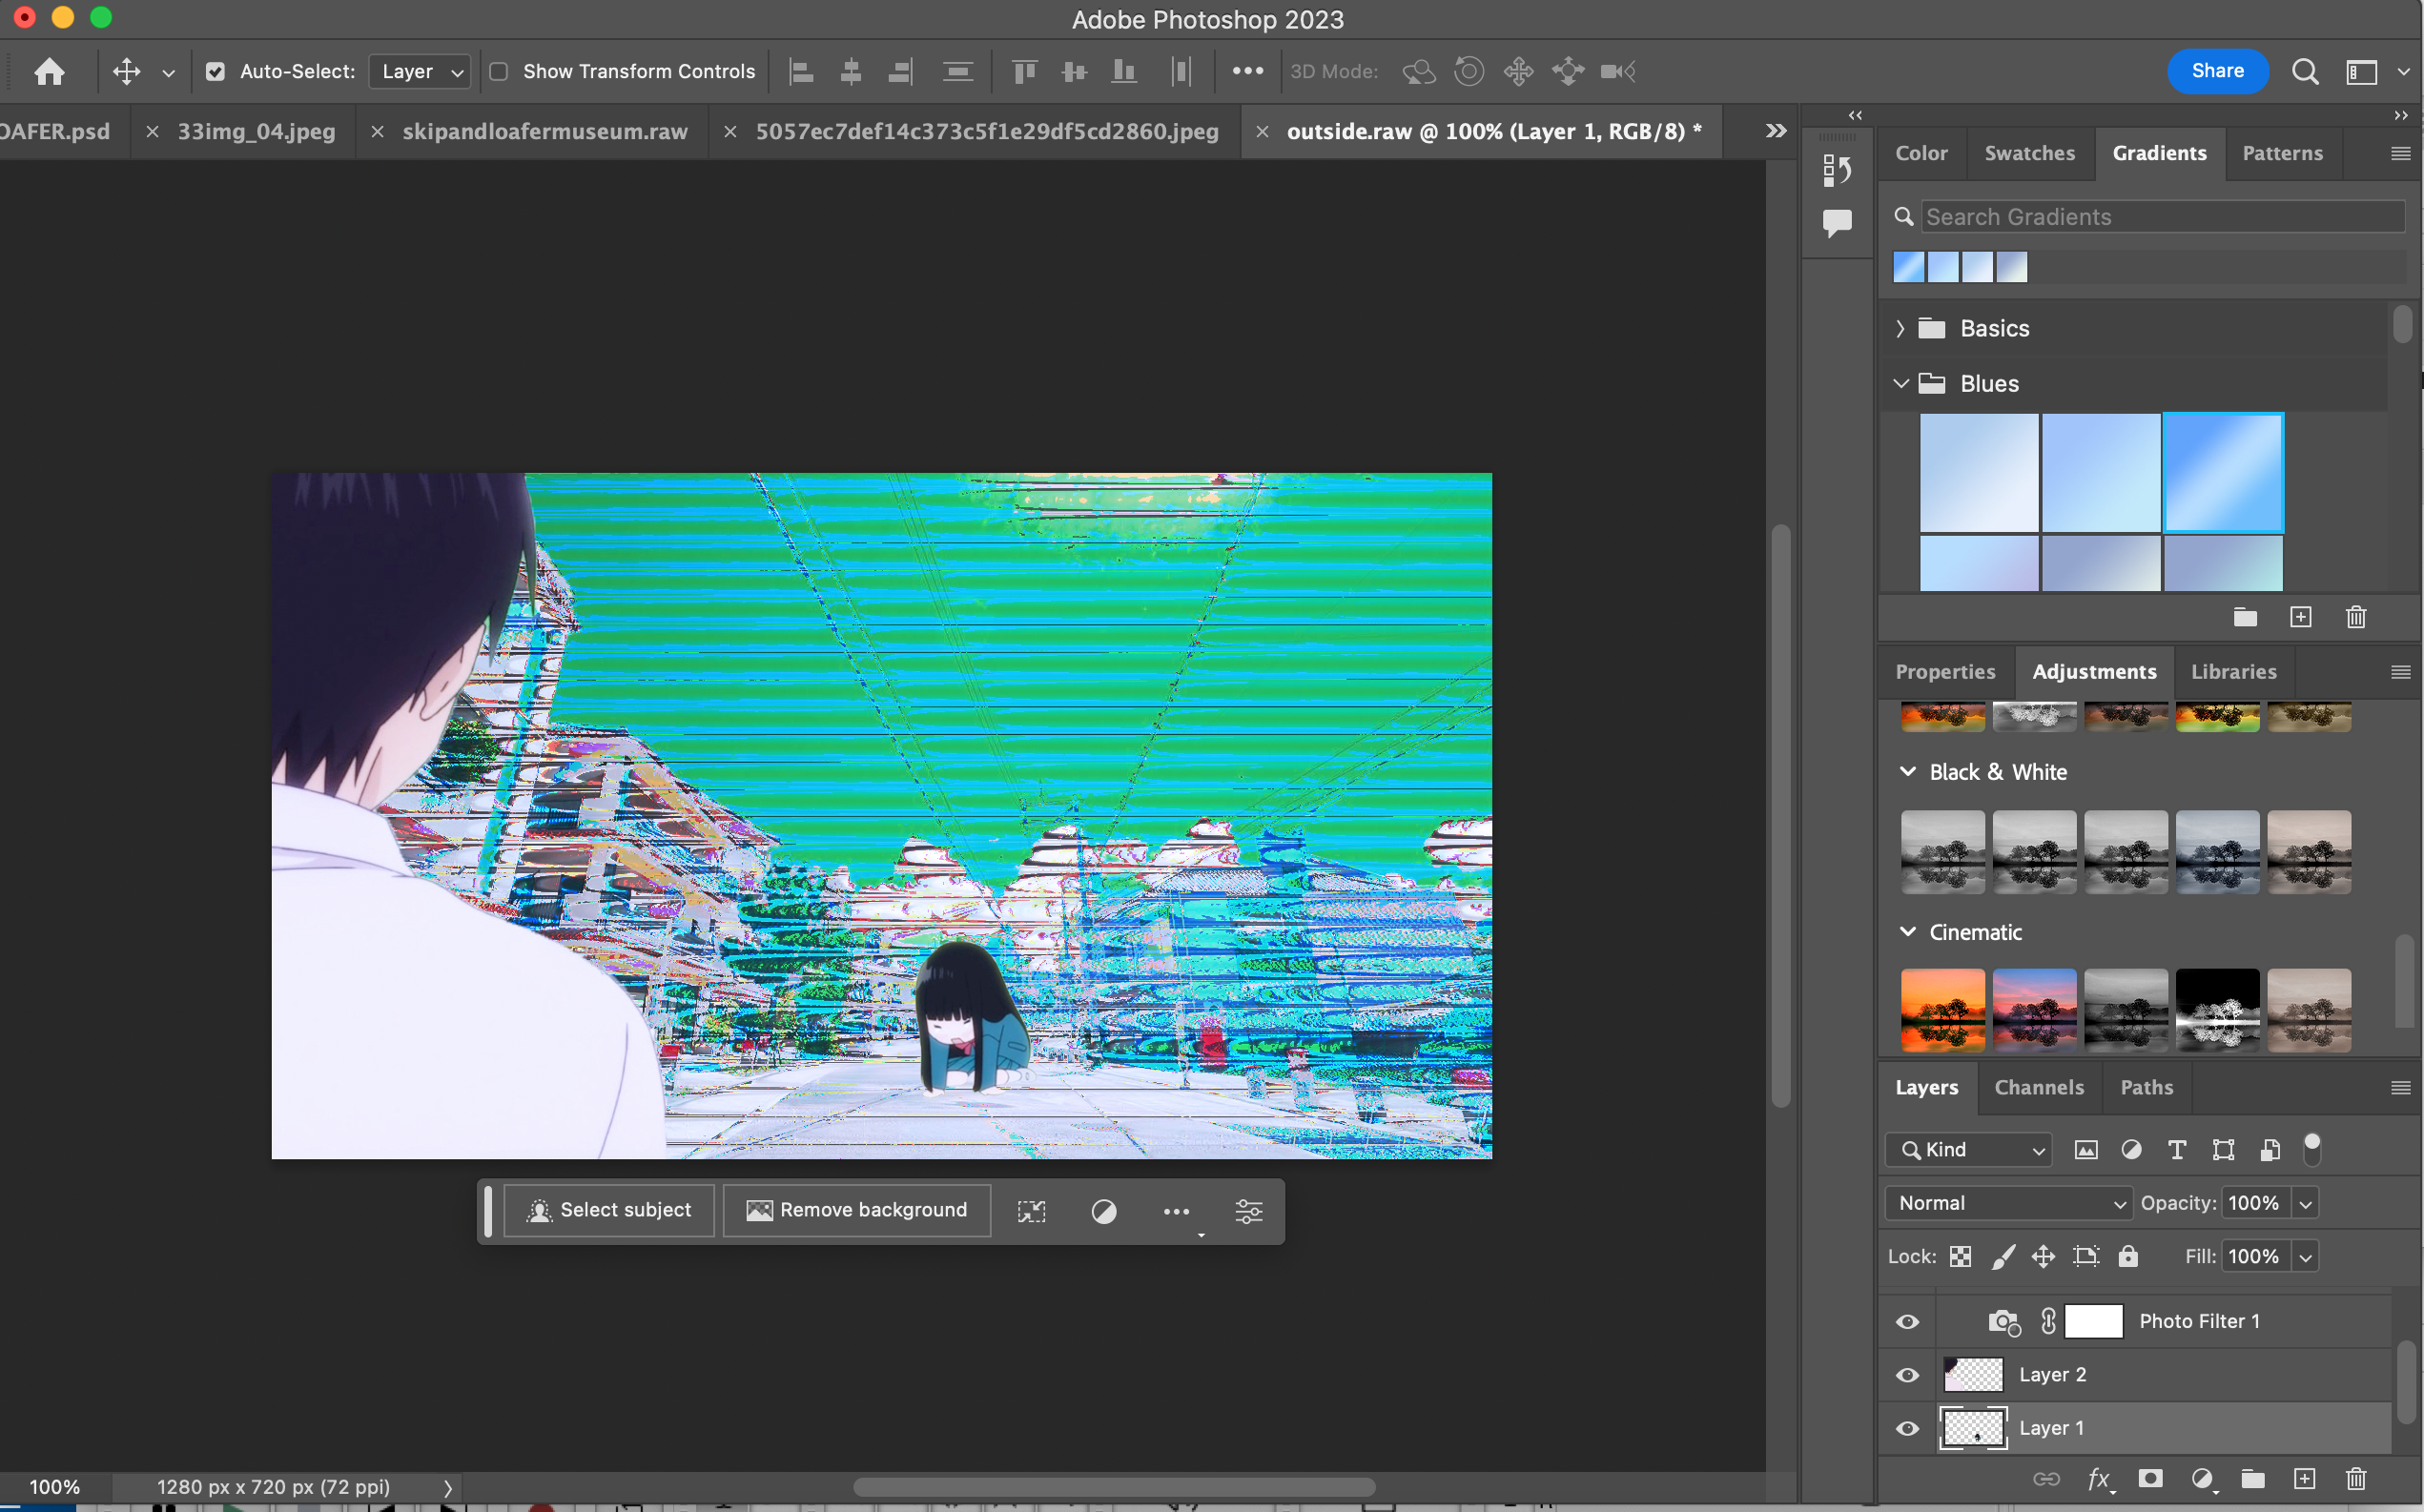 Adobe Photoshop 2023
Auto-Select: Layer Show Transform Controls 3D Mode: Share
OAFER.psd × 33img_04.jpeg × skipandloafermuseum.raw × 5057ec7def14c373c5f1e29df5cd2860.jpeg × outside.raw @ 100% (Layer 1, RGB/8) *
Color Swatches Gradients Patterns
Search Gradients
Basics
Blues
Properties Adjustments Libraries
Black & White
Cinematic
Layers Channels Paths
Kind
Normal Opacity: 100%
Lock: Fill: 100%
Photo Filter 1
Layer 2
Layer 1
fx
Select subject Remove background
100% 1280 px x 720 px (72 ppi)